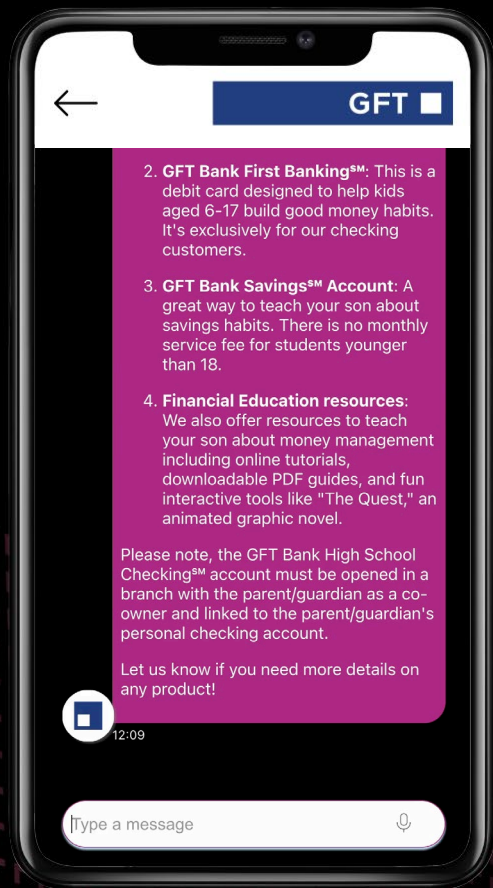 GFT
2. GFT Bank First Banking℠: This is a
debit card designed to help kids
aged 6-17 build good money habits.
It's exclusively for our checking
customers.
3. GFT Bank Savings℠ Account: A
great way to teach your son about
savings habits. There is no monthly
service fee for students younger
than 18.
4. Financial Education resources:
We also offer resources to teach
your son about money management
including online tutorials,
downloadable PDF guides, and fun
interactive tools like "The Quest," an
animated graphic novel.
Please note, the GFT Bank High School
Checking℠ account must be opened in a
branch with the parent/guardian as a co-
owner and linked to the parent/guardian's
personal checking account.
Let us know if you need more details on
any product!
12:09
Type a message